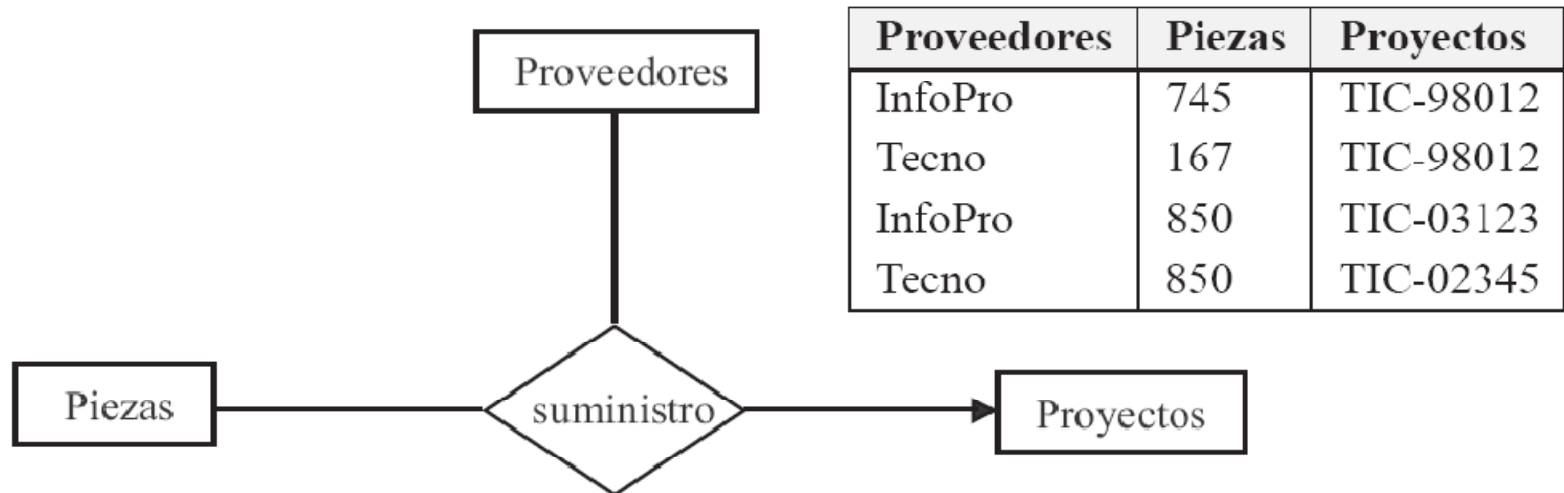 Proveedores
Proveedores Piezas Proyectos
InfoPro 745 TIC-98012
Tecno 167 TIC-98012
InfoPro 850 TIC-03123
Tecno 850 TIC-02345
Piezas
suministro
Proyectos